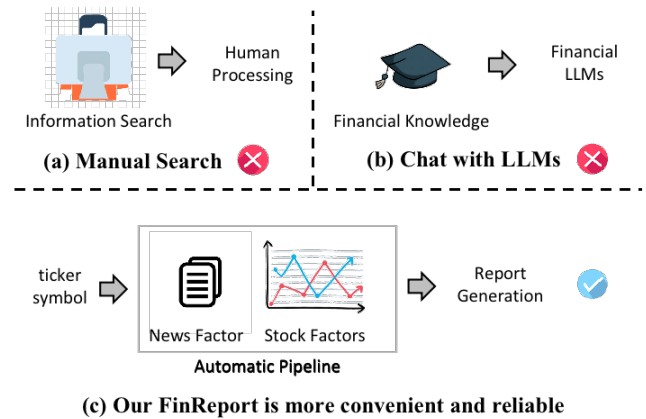 Human
Processing
Information Search
(a) Manual Search
Financial
LLMs
Financial Knowledge
(b) Chat with LLMs
ticker
symbol
News Factor
Stock Factors
Automatic Pipeline
Report
Generation
(c) Our FinReport is more convenient and reliable